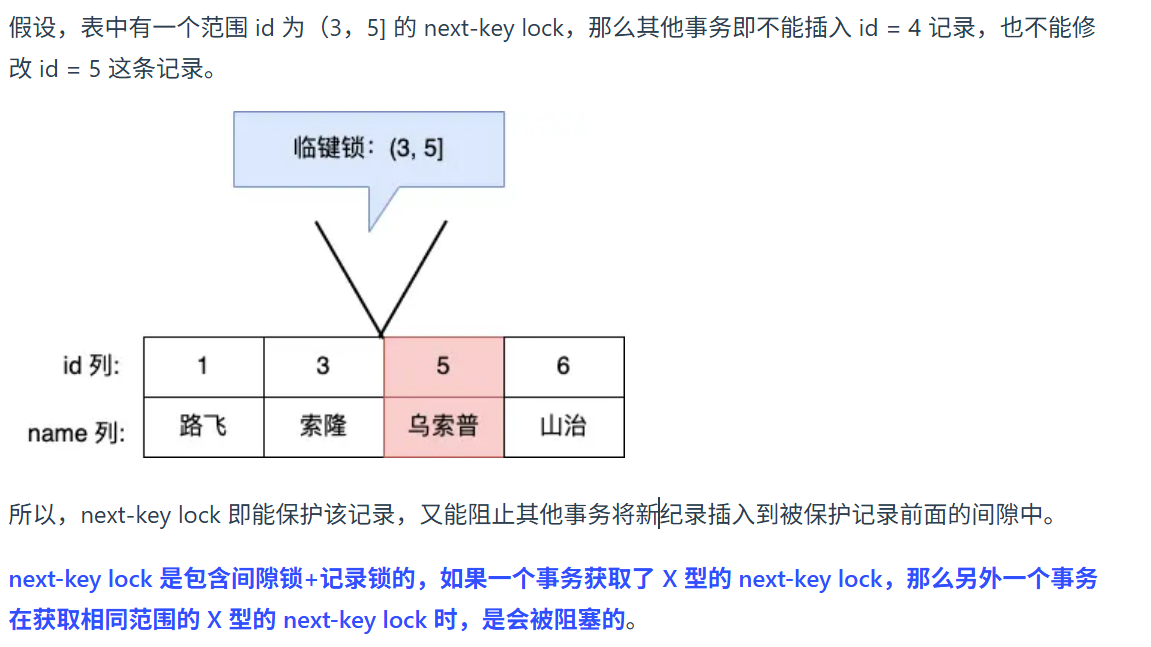 假设，表中有一个范围 id 为（3，5] 的 next-key lock，那么其他事务即不能插入 id = 4 记录，也不能修
改 id = 5 这条记录。
临键锁：(3, 5]
id 列: 1 3 5 6
name 列: 路飞 索隆 乌索普 山治
所以，next-key lock 即能保护该记录，又能阻止其他事务将新纪录插入到被保护记录前面的间隙中。
next-key lock 是包含间隙锁+记录锁的，如果一个事务获取了 X 型的 next-key lock，那么另外一个事务
在获取相同范围的 X 型的 next-key lock 时，是会被阻塞的。